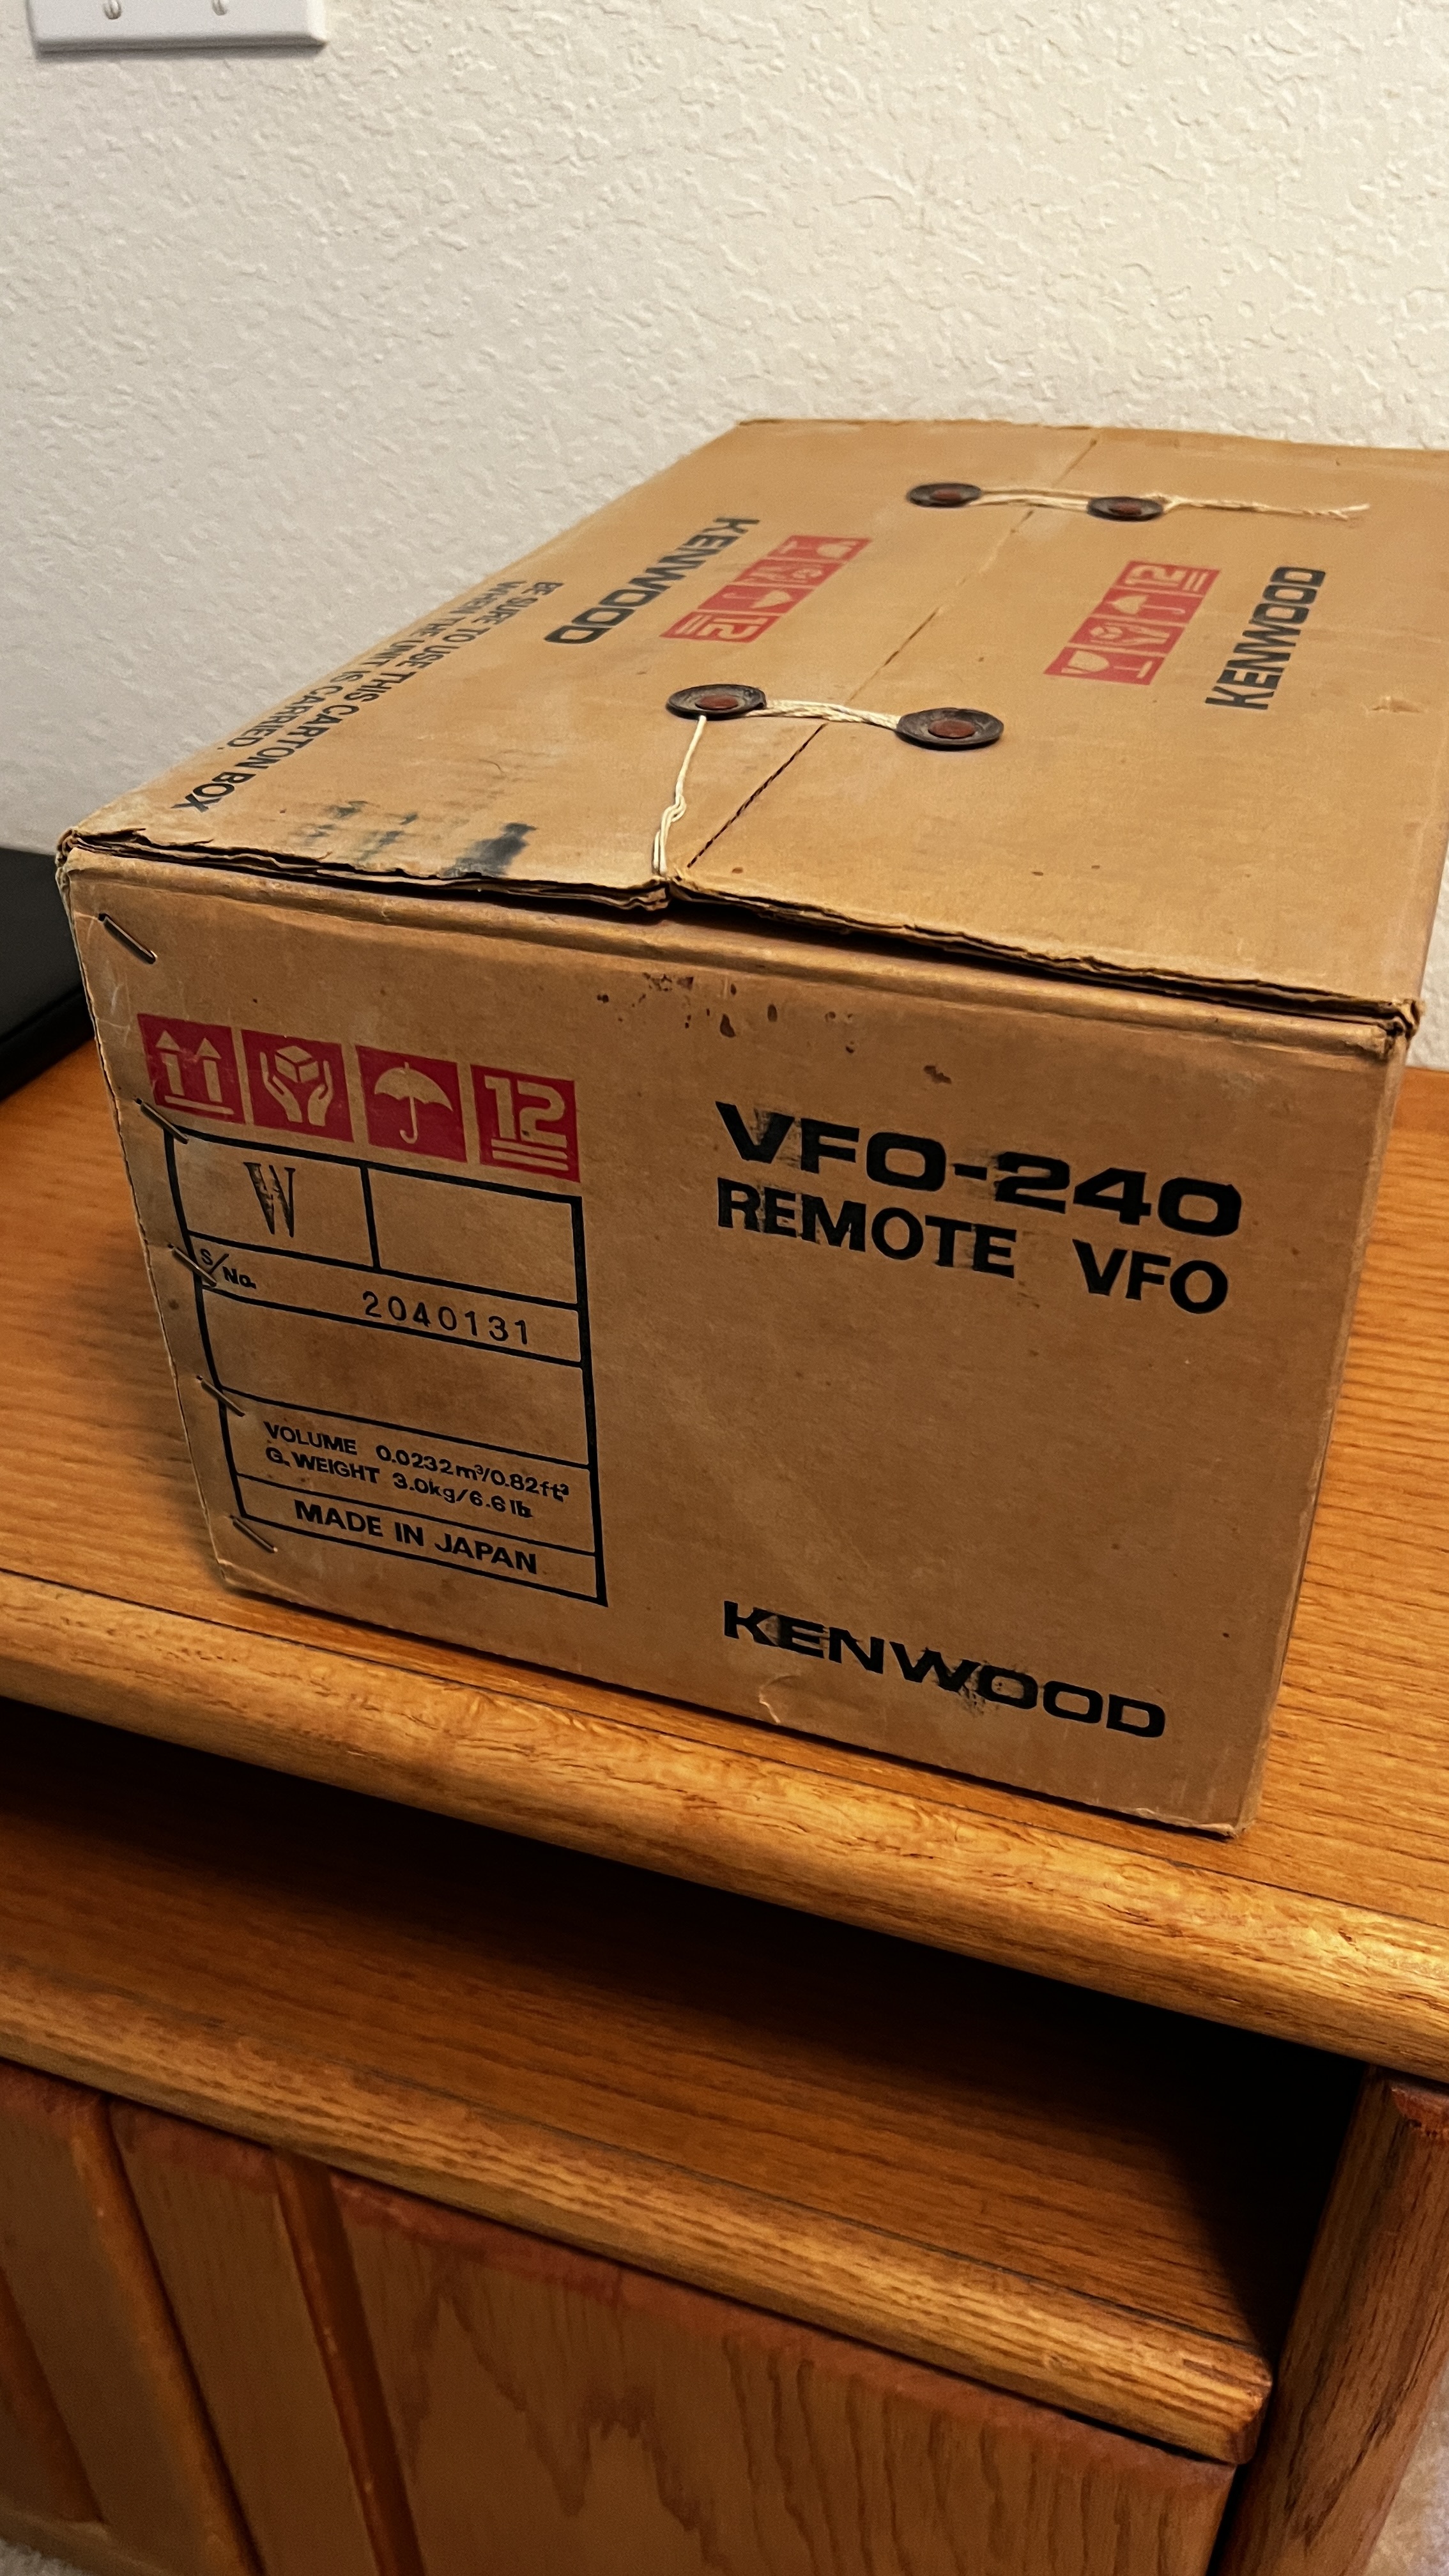 KENWOOD
12
BE SURE TO USE THIS CARTON BOX
WHEN THE UNIT IS CARRIED.
12
KENWOOD
12
W
S/No.
2040131
VOLUME 0.0232m³/0.82ft³
G. WEIGHT 3.0kg/6.6lb
MADE IN JAPAN
VFO-240
REMOTE VFO
KENWOOD